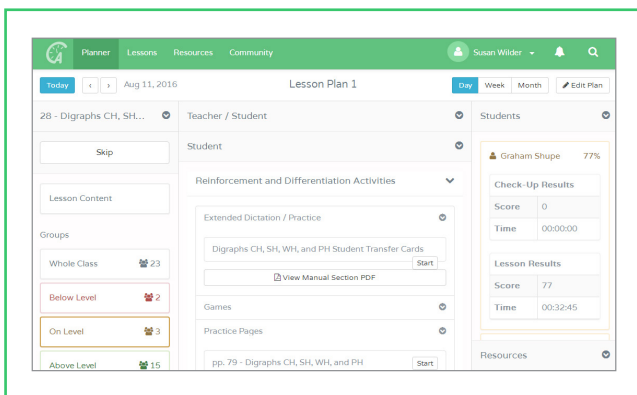 Planner Lessons Resources Community Susan Wilder
Today Aug 11, 2016 Lesson Plan 1 Day Week Month Edit Plan
28 - Digraphs CH, SH...
Skip
Lesson Content
Groups
Whole Class 23
Below Level 2
On Level 3
Above Level 15
Teacher / Student
Student
Reinforcement and Differentiation Activities
Extended Dictation / Practice
Digraphs CH, SH, WH, and PH Student Transfer Cards
Start
View Manual Section PDF
Games
Practice Pages
pp. 79 - Digraphs CH, SH, WH, and PH Start
Students
Graham Shupe 77%
Check-Up Results
Score 0
Time 00:00:00
Lesson Results
Score 77
Time 00:32:45
Resources